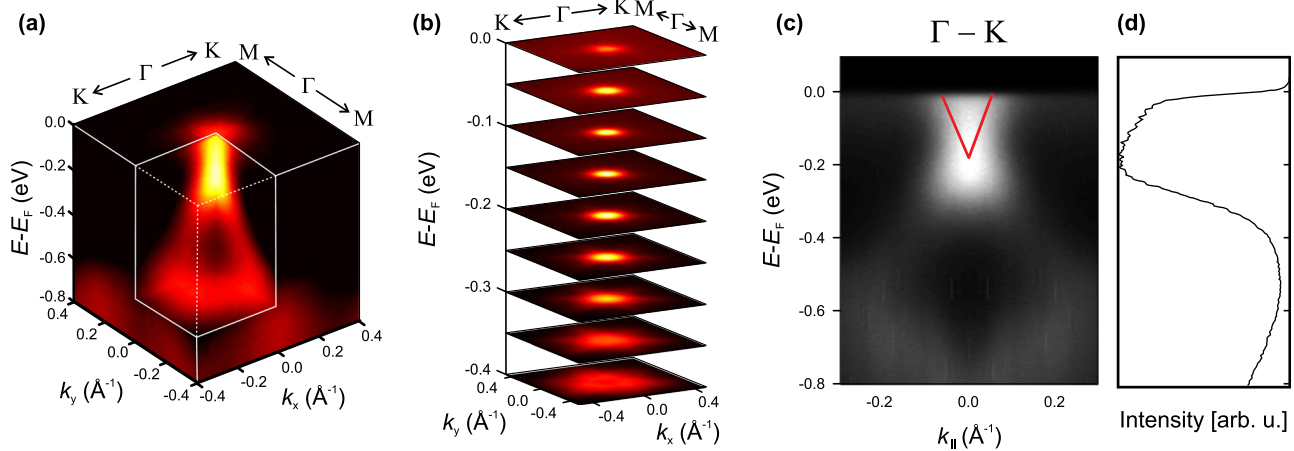 (a)
K Γ K M Γ M
0.0
-0.2
-0.4
-0.6
-0.8
E-E_F (eV)
0.4
0.2
0.0
-0.2
-0.4
k_y (Å⁻¹)
-0.4
-0.2
0.0
0.2
0.4
k_x (Å⁻¹)
(b)
K Γ K M Γ M
0.0
-0.1
-0.2
-0.3
-0.4
E-E_F (eV)
0.4
0.0
-0.4
k_y (Å⁻¹)
-0.4
0.0
0.4
k_x (Å⁻¹)
(c)
Γ – K
0.0
-0.2
-0.4
-0.6
-0.8
E-E_F (eV)
-0.2 0.0 0.2
k_|| (Å⁻¹)
(d)
Intensity [arb. u.]